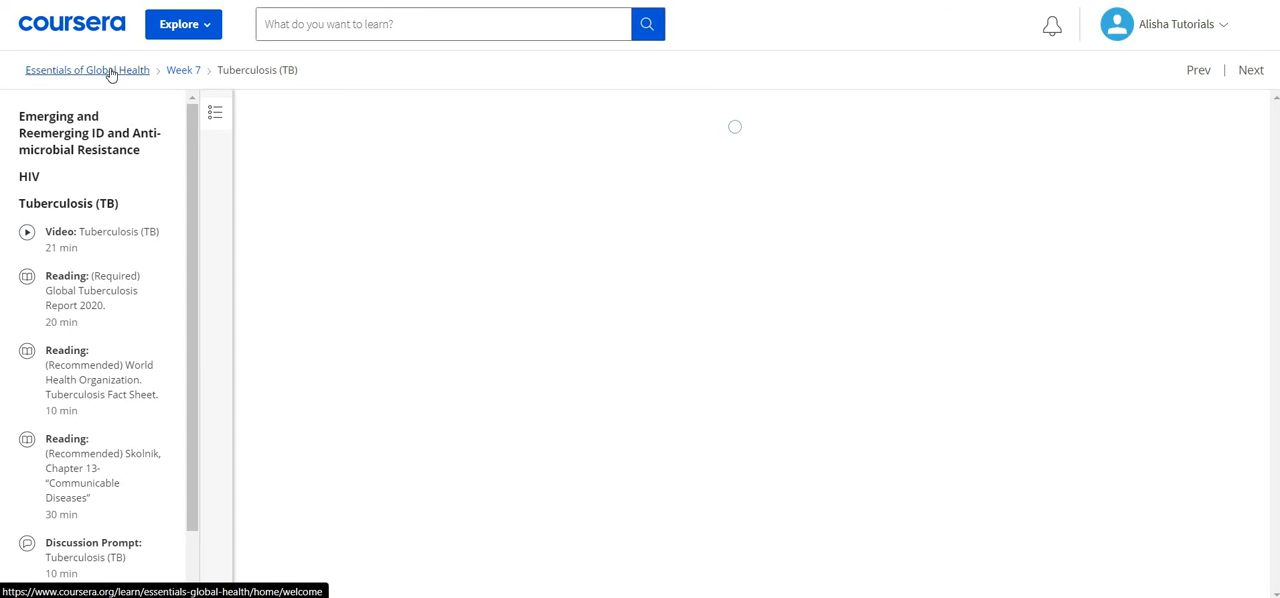 coursera
Explore
What do you want to learn?
Alisha Tutorials
Essentials of Global Health > Week 7 > Tuberculosis (TB)
Prev | Next
Emerging and
Reemerging ID and Anti-
microbial Resistance
HIV
Tuberculosis (TB)
Video: Tuberculosis (TB)
21 min
Reading: (Required)
Global Tuberculosis
Report 2020.
20 min
Reading:
(Recommended) World
Health Organization.
Tuberculosis Fact Sheet.
10 min
Reading:
(Recommended) Skolnik,
Chapter 13-
“Communicable
Diseases”
30 min
Discussion Prompt:
Tuberculosis (TB)
10 min
https://www.coursera.org/learn/essentials-global-health/home/welcome